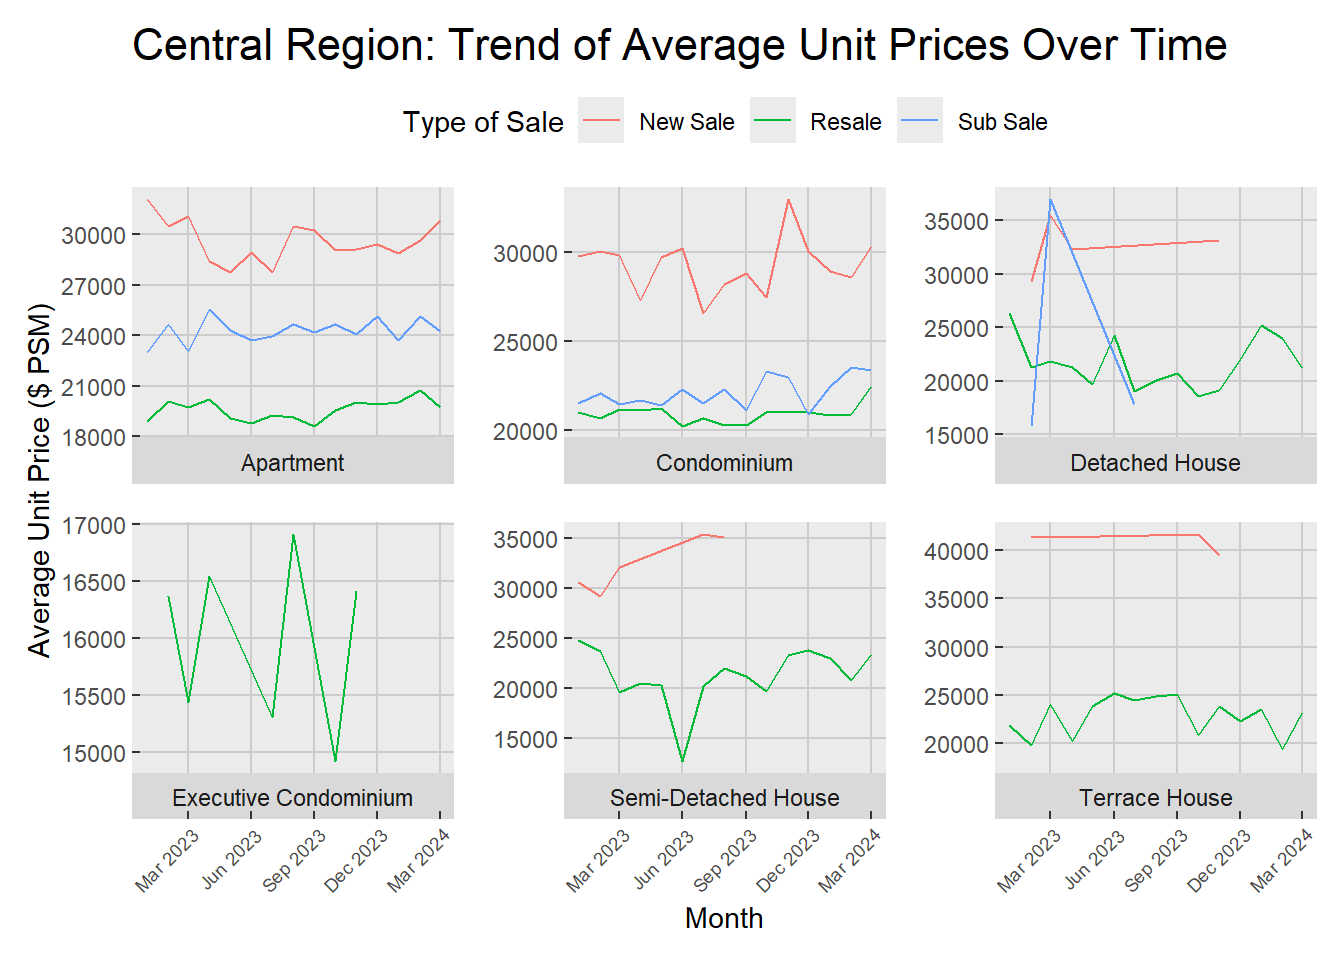 Central Region: Trend of Average Unit Prices Over Time
Type of Sale New Sale Resale Sub Sale
Average Unit Price ($ PSM)
30000
27000
24000
21000
18000
Apartment
30000
25000
20000
Condominium
35000
30000
25000
20000
15000
Detached House
17000
16500
16000
15500
15000
Executive Condominium
35000
30000
25000
20000
15000
Semi-Detached House
40000
35000
30000
25000
20000
Terrace House
Mar 2023 Jun 2023 Sep 2023 Dec 2023 Mar 2024
Mar 2023 Jun 2023 Sep 2023 Dec 2023 Mar 2024
Mar 2023 Jun 2023 Sep 2023 Dec 2023 Mar 2024
Month